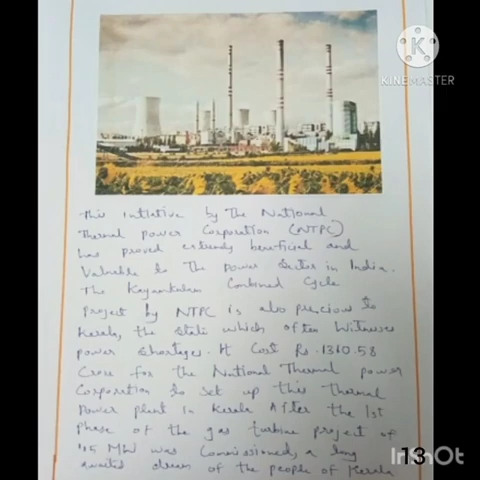 KINEMASTER
This Intiative by The National
Thermal power Corporation (NTPC)
has proved extremly beneficial and
Valuable to The Power Sector in India.
The Kayamkulam Combined Cycle
Project by NTPC is also precious to
Kerala, the state which often Witnesses
power shortages. It Cost Rs. 1310.58
Crore for the National Thermal power
Corporation to set up this Thermal
Power plant in Kerala After the 1st
phase of the gas turbine project of
MW was Commissioned, a long
awaited dream of the people of Kerala
13
InShOt